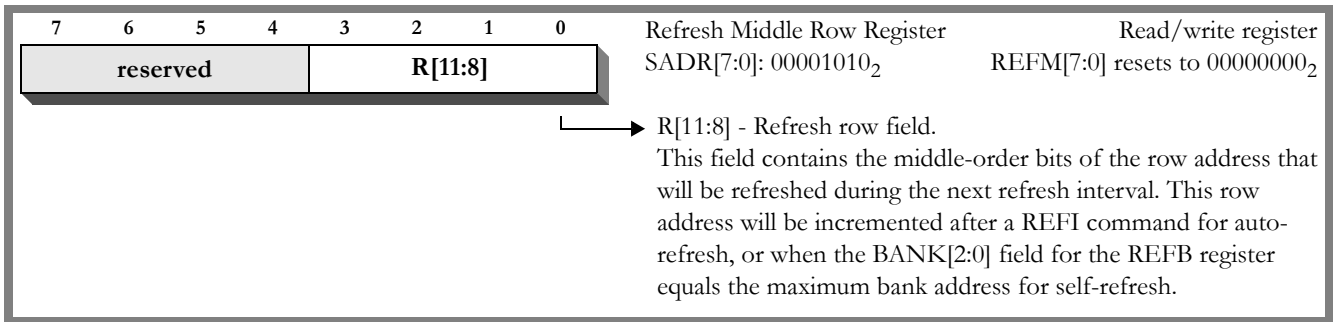 7 6 5 4 3 2 1 0
reserved R[11:8]
Refresh Middle Row Register Read/write register
SADR[7:0]: 00001010₂ REFM[7:0] resets to 00000000₂
R[11:8] - Refresh row field.
This field contains the middle-order bits of the row address that
will be refreshed during the next refresh interval. This row
address will be incremented after a REFI command for auto-
refresh, or when the BANK[2:0] field for the REFB register
equals the maximum bank address for self-refresh.